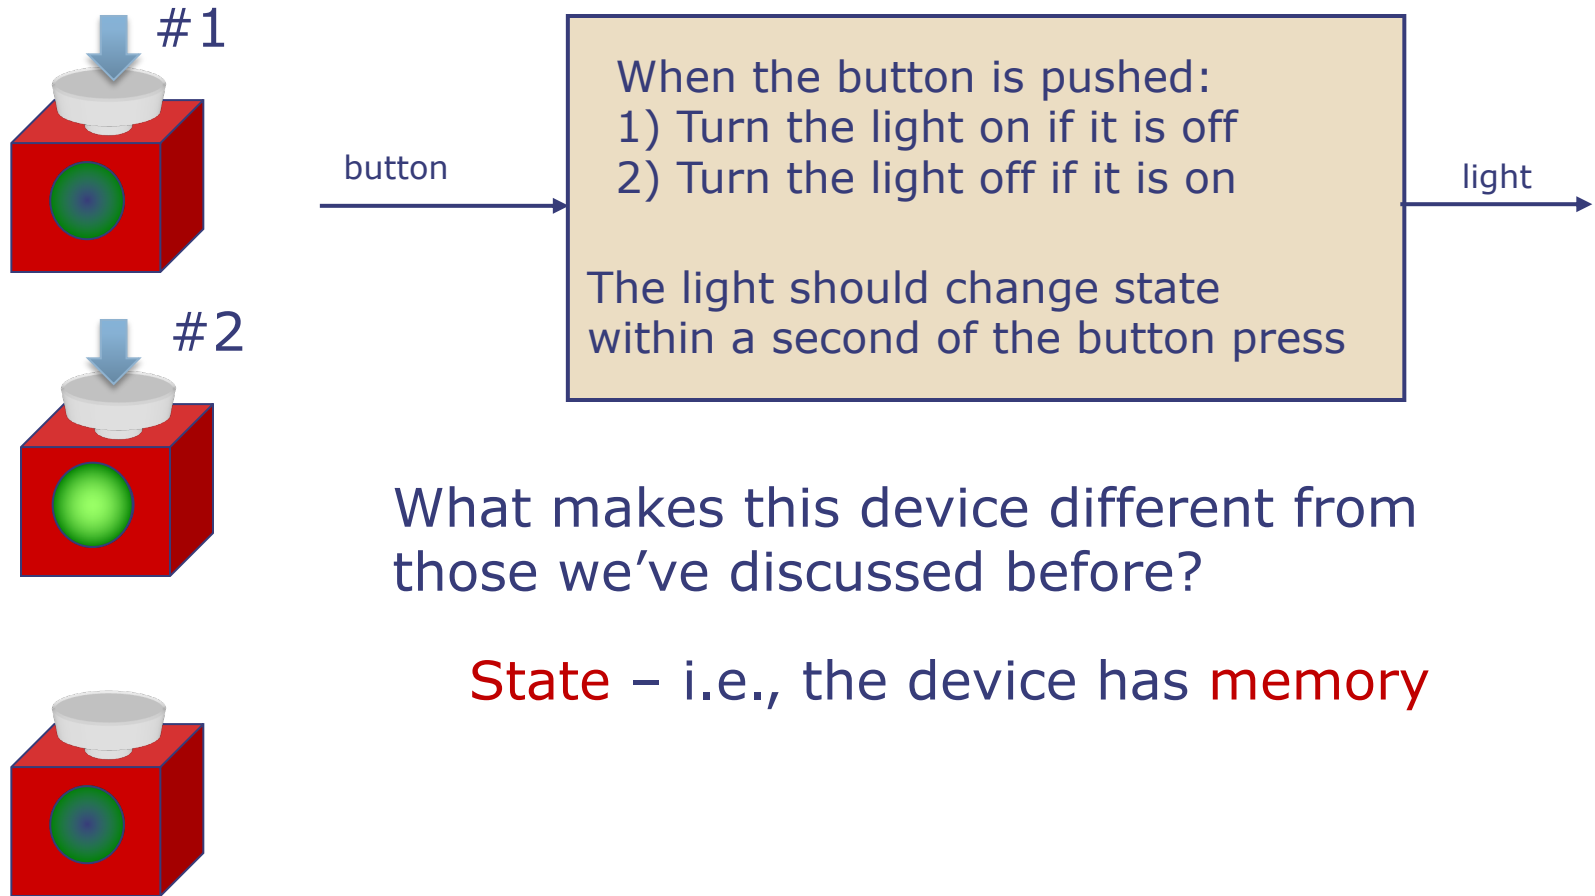 #1
button
When the button is pushed:
1) Turn the light on if it is off
2) Turn the light off if it is on
The light should change state
within a second of the button press
light
#2
What makes this device different from
those we’ve discussed before?
State – i.e., the device has memory